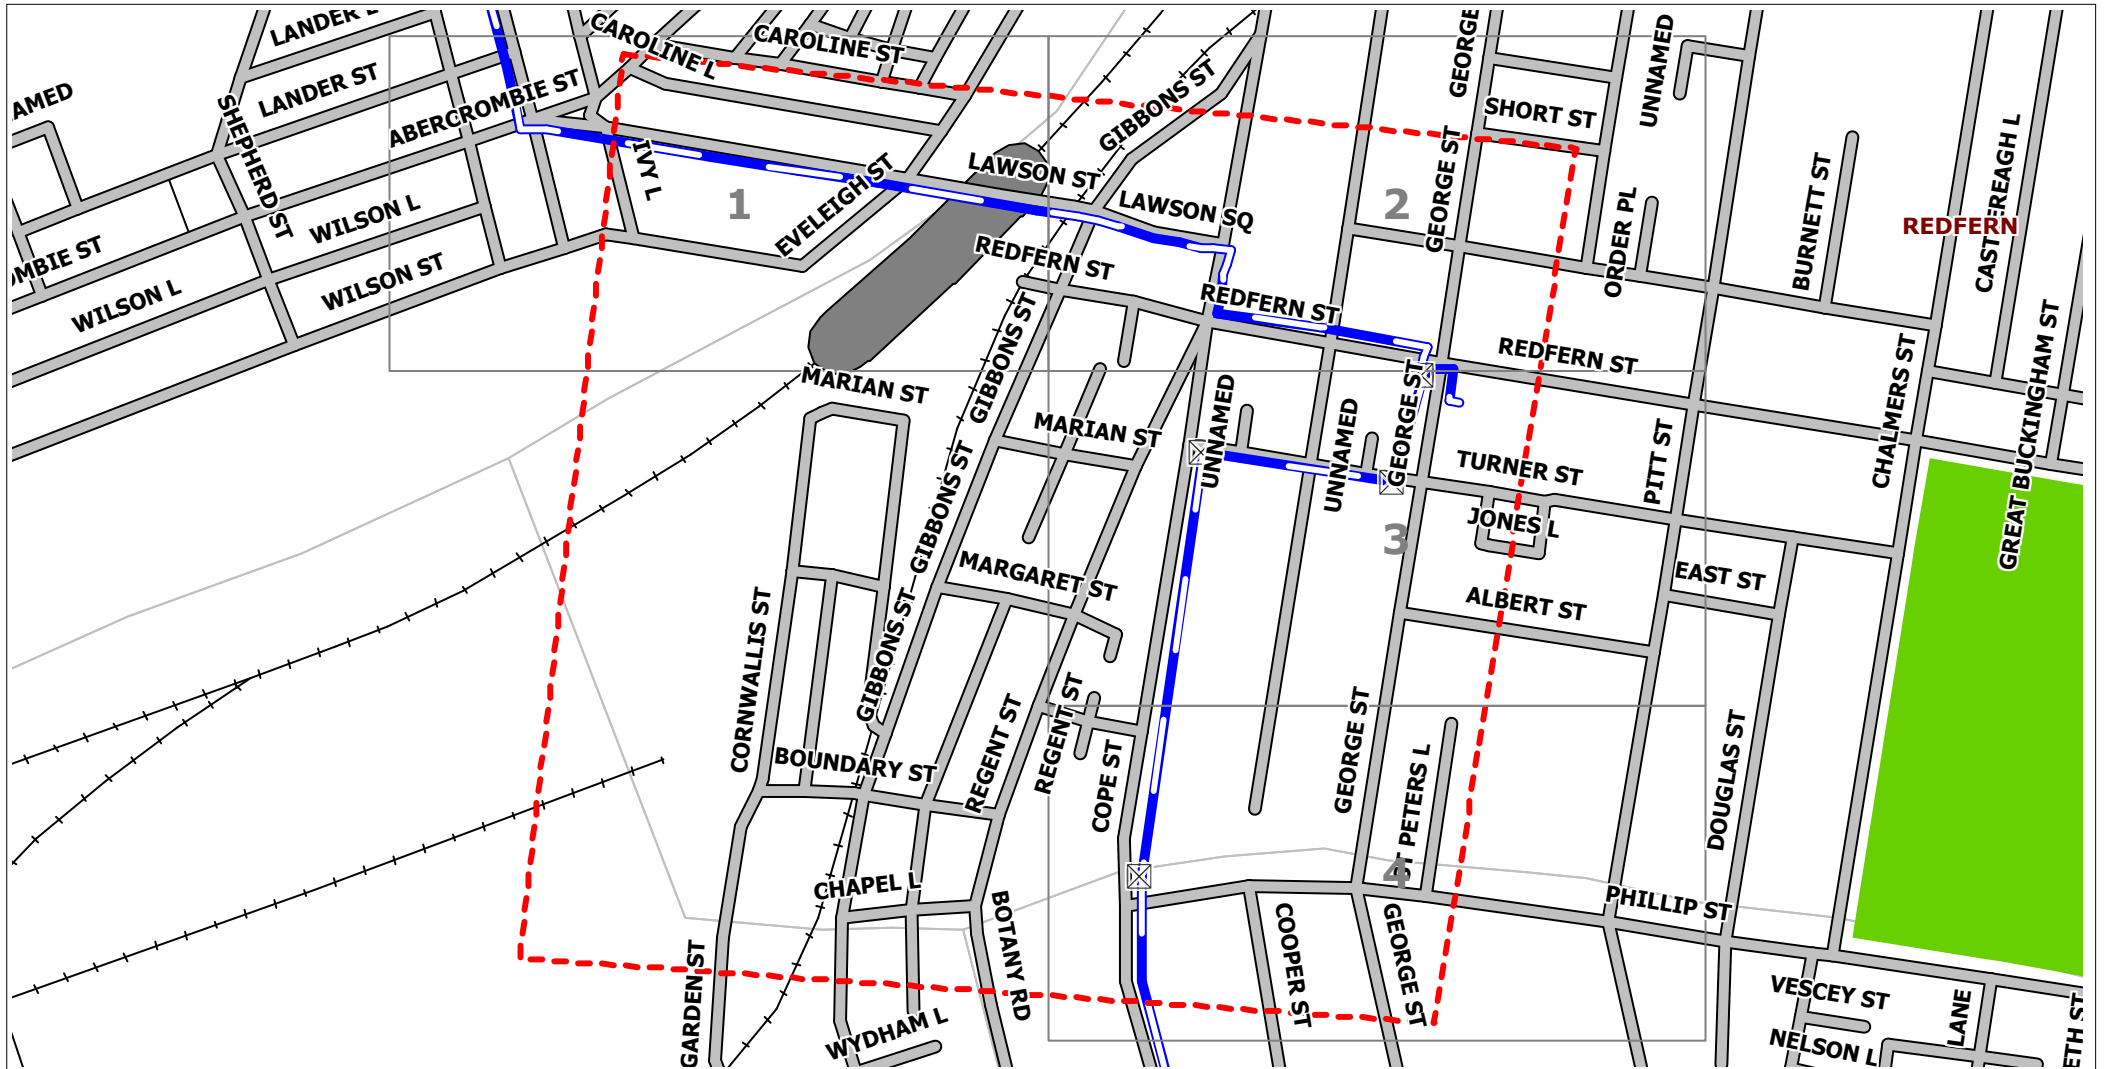 LANDER L
CAROLINE L
CAROLINE ST
GEORGE
UNNAMED
LANDER ST
AMED
ABERCROMBIE ST
SHORT ST
GIBBONS ST
SHEPHERD ST
IVY L
LAWSON ST
EVELEIGH ST
LAWSON SQ
1
2
GEORGE ST
ORDER PL
BURNETT ST
REDFERN
CASTLEREAGH L
WILSON L
OMBIE ST
WILSON ST
WILSON L
REDFERN ST
REDFERN ST
REDFERN ST
GIBBONS ST
MARIAN ST
MARIAN ST
UNNAMED
UNNAMED
GEORGE ST
TURNER ST
PITT ST
CHALMERS ST
GREAT BUCKINGHAM ST
GIBBONS ST
JONES L
3
MARGARET ST
ALBERT ST
EAST ST
CORNWALLIS ST
GIBBONS ST
REGENT ST
REGENT ST
COPE ST
GEORGE ST
ST PETERS L
DOUGLAS ST
BOUNDARY ST
4
CHAPEL L
PHILLIP ST
GARDEN ST
BOTANY RD
COOPER ST
GEORGE ST
WYDHAM L
VESCEY ST
NELSON L
LANE
ETH ST